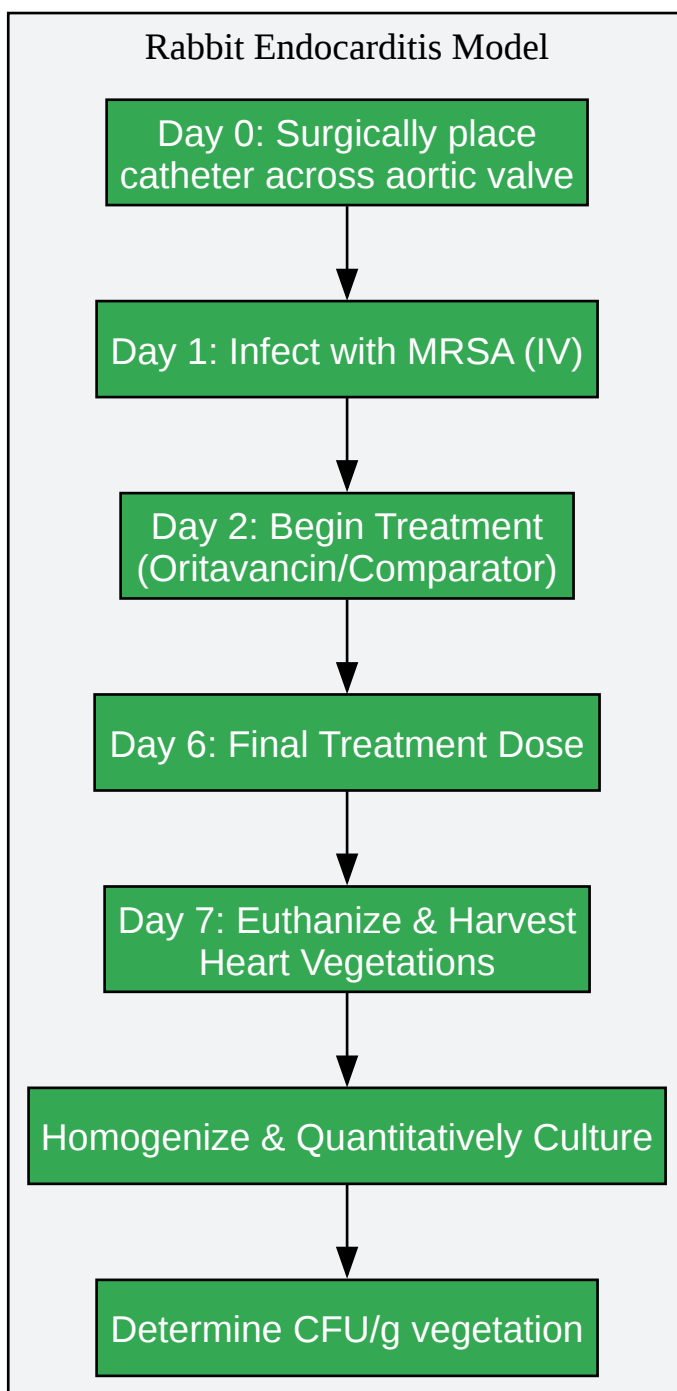 Rabbit Endocarditis Model
Day 0: Surgically place
catheter across aortic valve
Day 1: Infect with MRSA (IV)
Day 2: Begin Treatment
(Oritavancin/Comparator)
Day 6: Final Treatment Dose
Day 7: Euthanize & Harvest
Heart Vegetations
Homogenize & Quantitatively Culture
Determine CFU/g vegetation